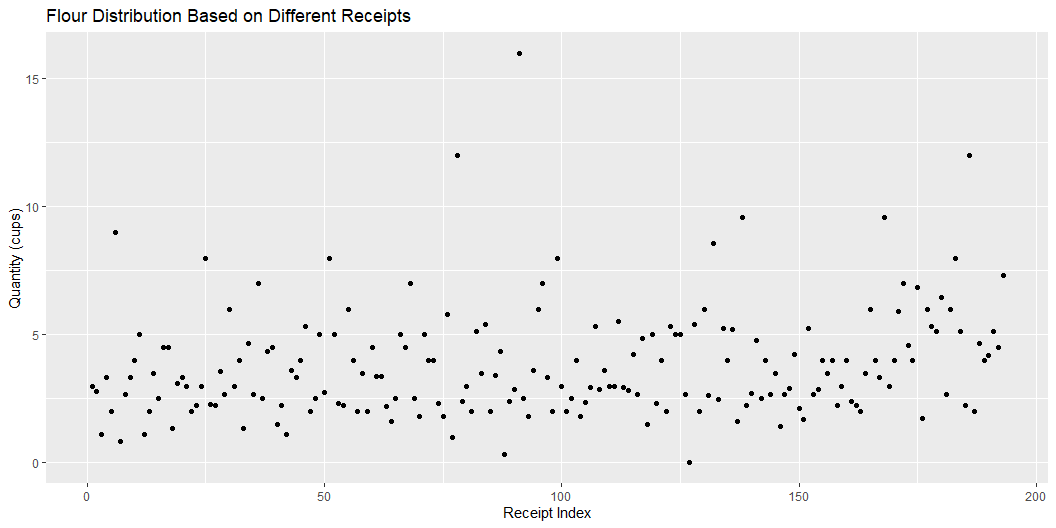 Flour Distribution Based on Different Receipts
15
10
5
0
Quantity (cups)
0 50 100 150 200
Receipt Index